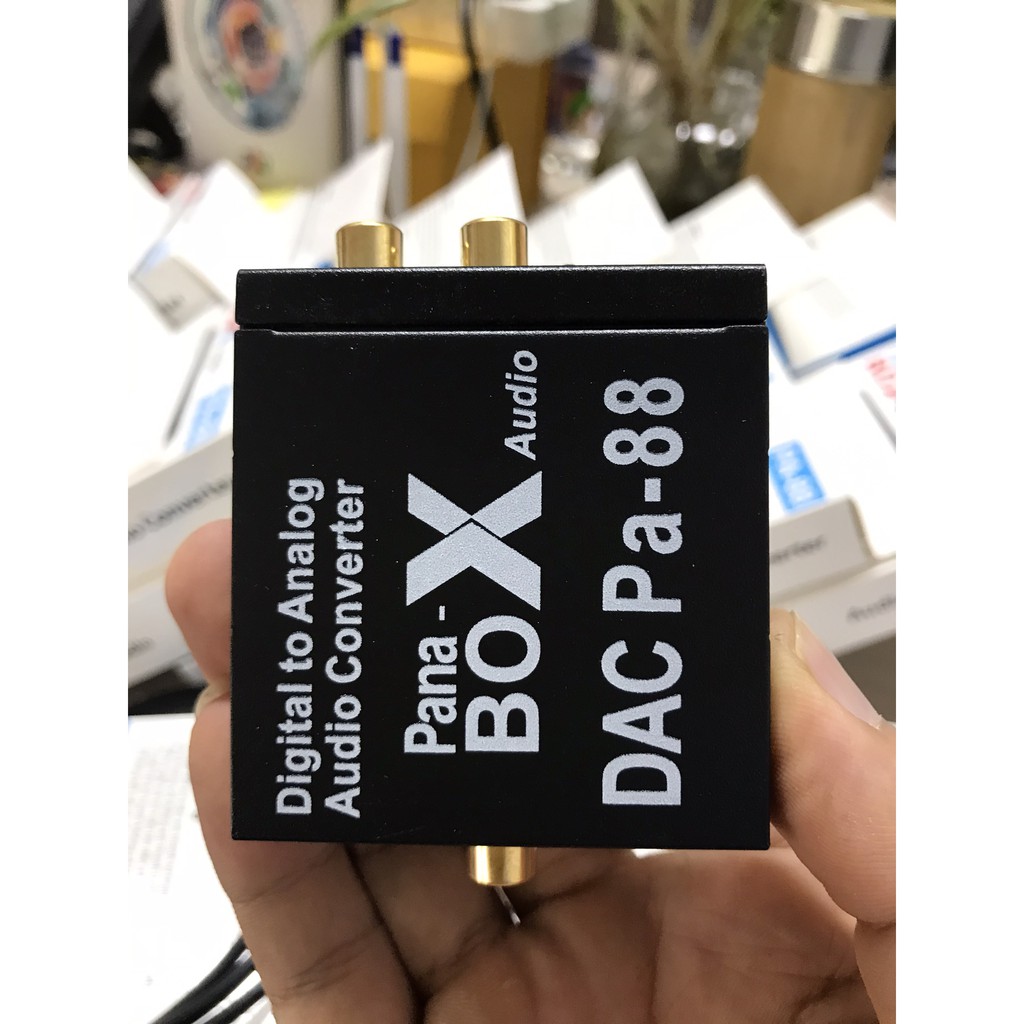 Digital to Analog
Audio Converter
Pana-
BOX Audio
DAC Pa-88